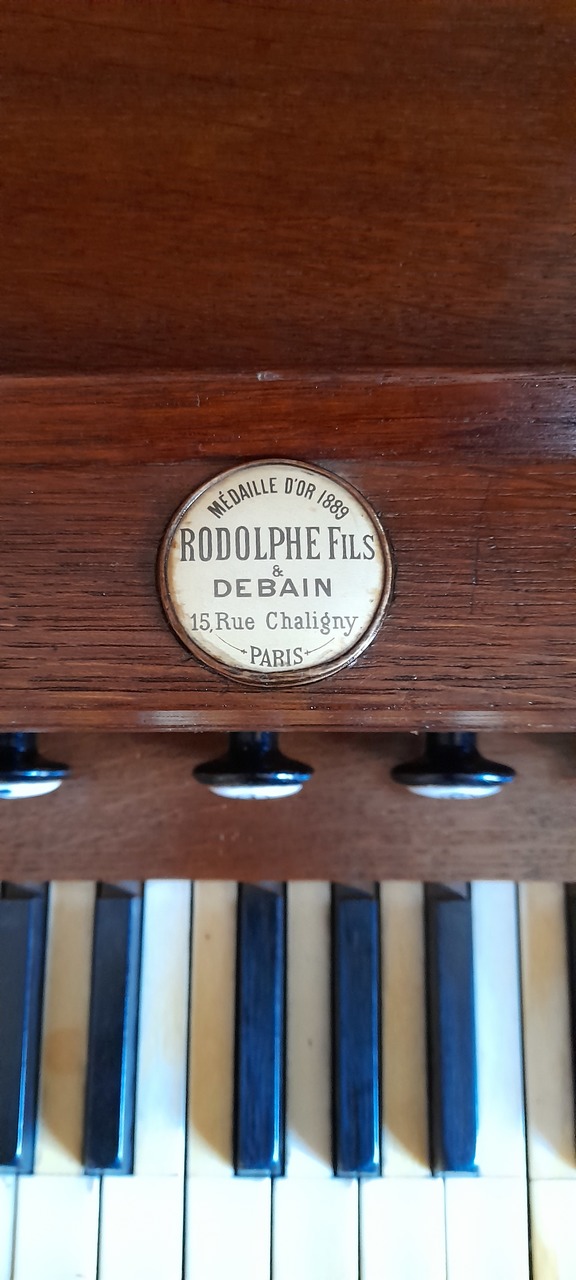 MÉDAILLE D'OR 1889
RODOLPHE FILS
&
DEBAIN
15, Rue Chaligny
PARIS